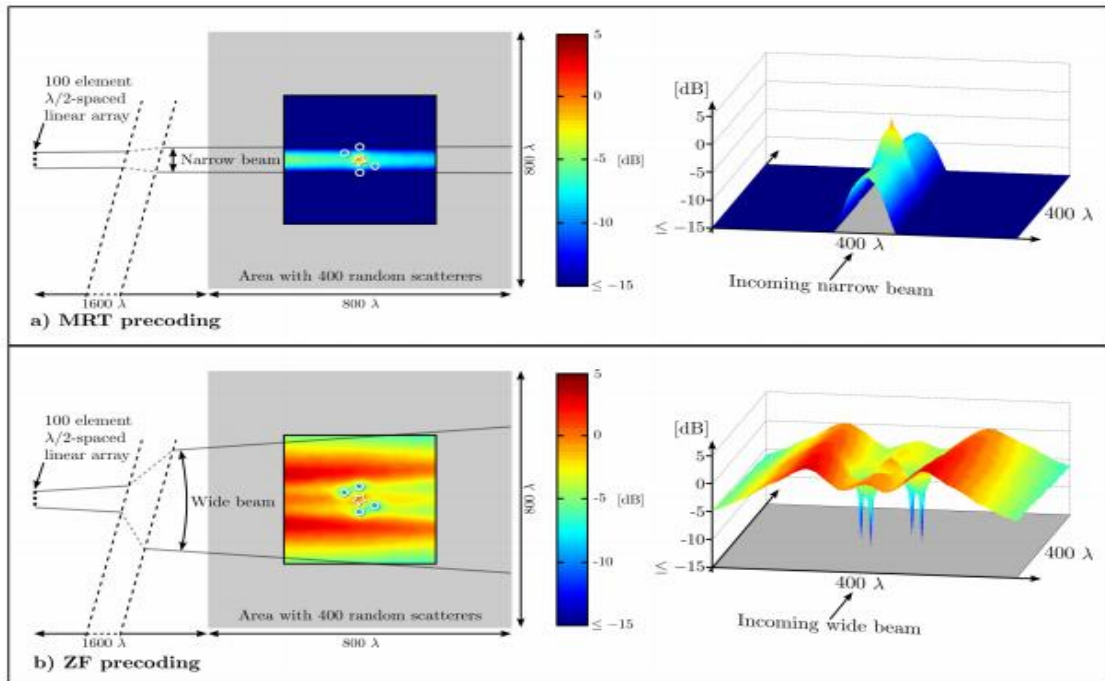 100 element
λ/2-spaced
linear array
Narrow beam
Area with 400 random scatterers
1600 λ
800 λ
800 λ
5
0
-5
-10
≤ −15
[dB]
a) MRT precoding
[dB]
5
0
-5
-10
≤ −15
400 λ
400 λ
Incoming narrow beam
100 element
λ/2-spaced
linear array
Wide beam
Area with 400 random scatterers
1600 λ
800 λ
800 λ
5
0
-5
-10
≤ −15
[dB]
b) ZF precoding
[dB]
5
0
-5
-10
≤ −15
400 λ
400 λ
Incoming wide beam